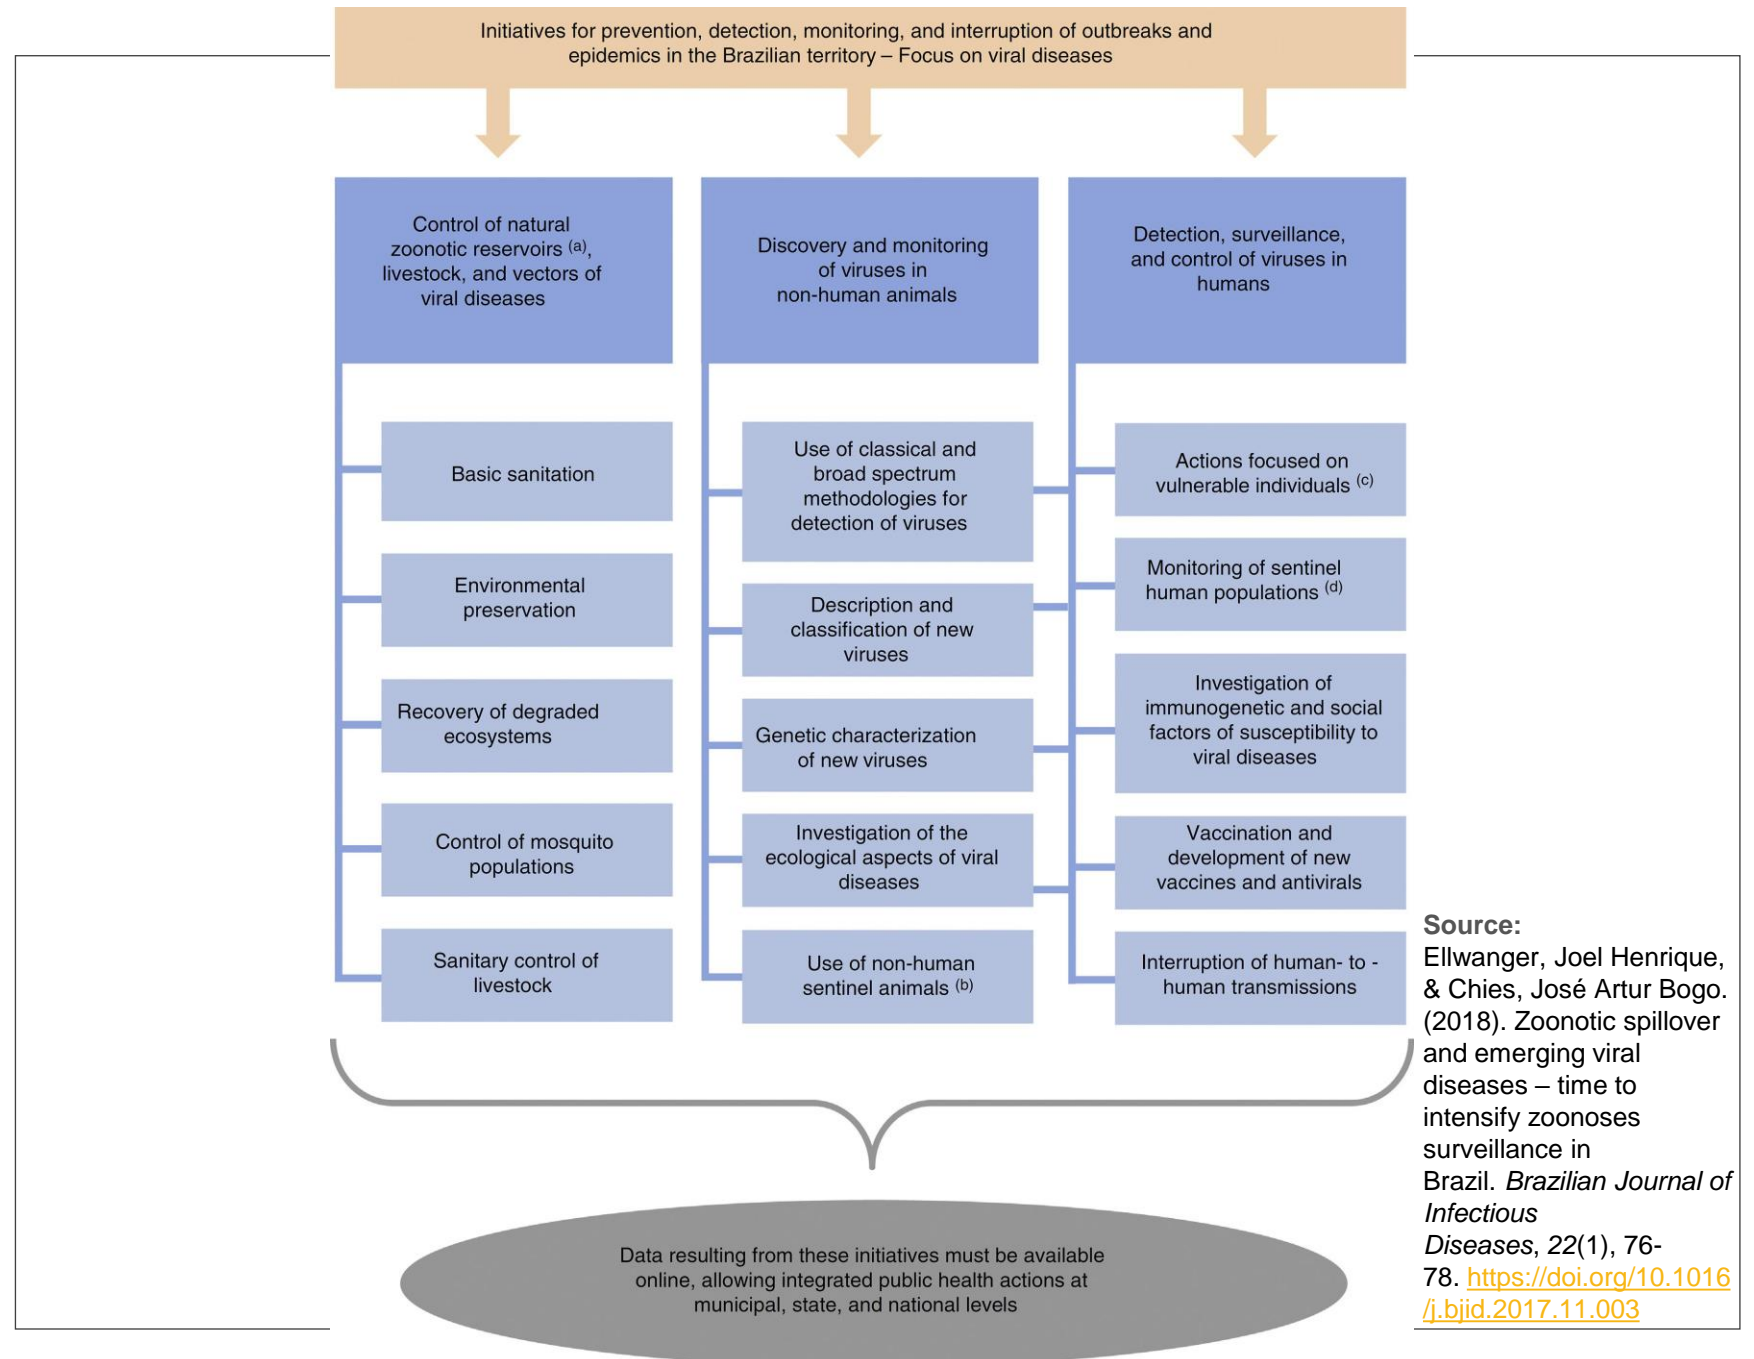 Initiatives for prevention, detection, monitoring, and interruption of outbreaks and
epidemics in the Brazilian territory – Focus on viral diseases
Control of natural
zoonotic reservoirs (a),
livestock, and vectors of
viral diseases
Basic sanitation
Environmental
preservation
Recovery of degraded
ecosystems
Control of mosquito
populations
Sanitary control of
livestock
Discovery and monitoring
of viruses in
non-human animals
Use of classical and
broad spectrum
methodologies for
detection of viruses
Description and
classification of new
viruses
Genetic characterization
of new viruses
Investigation of the
ecological aspects of viral
diseases
Use of non-human
sentinel animals (b)
Detection, surveillance,
and control of viruses in
humans
Actions focused on
vulnerable individuals (c)
Monitoring of sentinel
human populations (d)
Investigation of
immunogenetic and social
factors of susceptibility to
viral diseases
Vaccination and
development of new
vaccines and antivirals
Interruption of human- to -
human transmissions
Data resulting from these initiatives must be available
online, allowing integrated public health actions at
municipal, state, and national levels
Source:
Ellwanger, Joel Henrique,
& Chies, José Artur Bogo.
(2018). Zoonotic spillover
and emerging viral
diseases – time to
intensify zoonoses
surveillance in
Brazil. Brazilian Journal of
Infectious
Diseases, 22(1), 76-
78. https://doi.org/10.1016
/j.bjid.2017.11.003